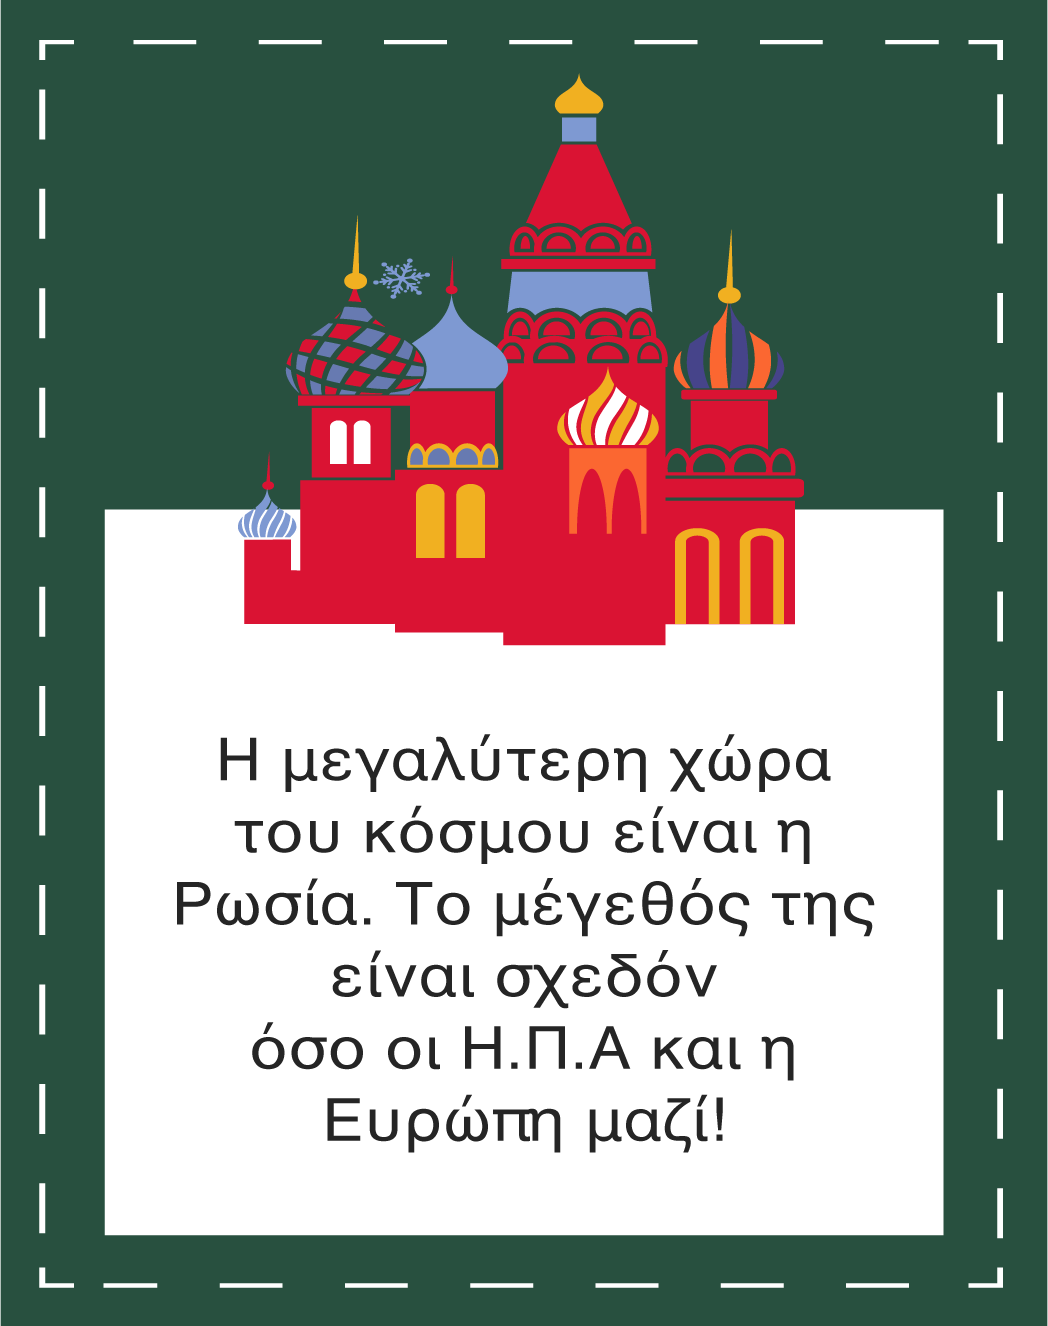 Η μεγαλύτερη χώρα
του κόσμου είναι η
Ρωσία. Το μέγεθός της
είναι σχεδόν
όσο οι Η.Π.Α και η
Ευρώπη μαζί!